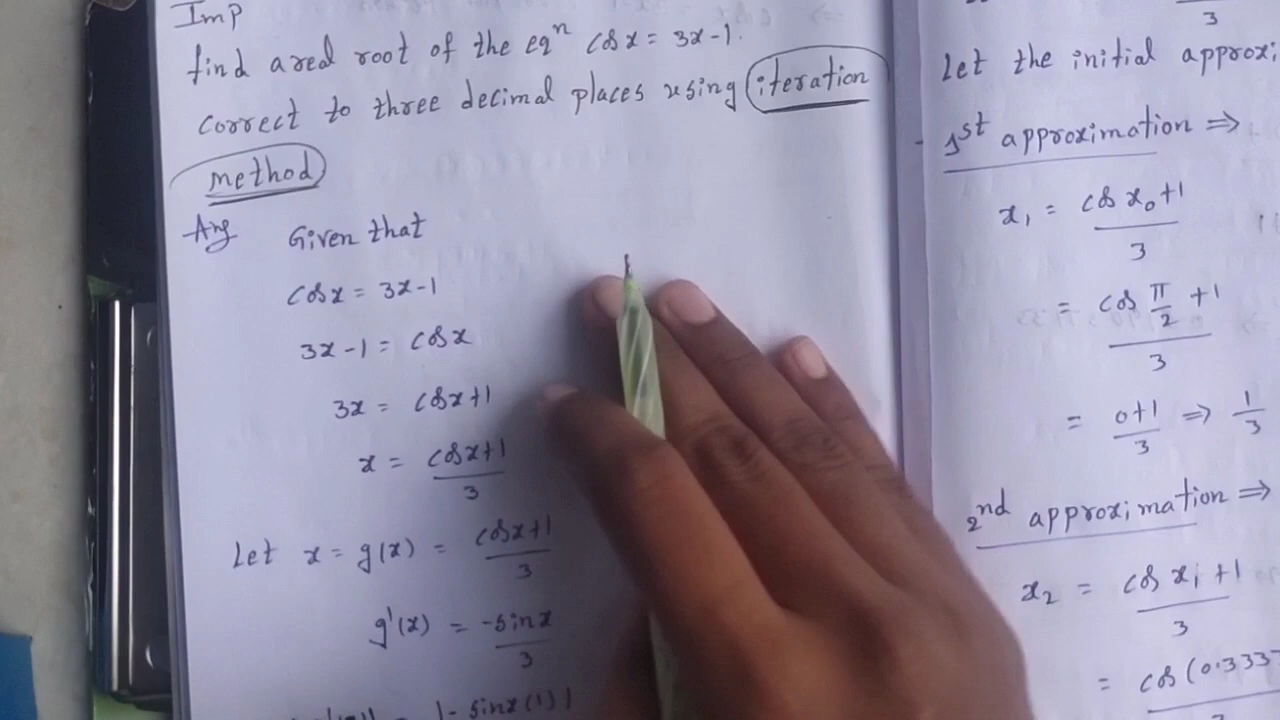 Imp
find a real root of the eqⁿ cos x = 3x-1.
correct to three decimal places using iteration
method
Ans Given that
cos x = 3x-1
3x-1 = cos x
3x = cos x+1
x = cos x+1 / 3
Let x = g(x) = cos x+1 / 3
g'(x) = -sin x / 3
3
Let the initial approxi
1st approximation ⇒
x₁ = cos x₀+1 / 3
= cos π/2 +1 / 3
= 0+1 / 3 ⇒ 1/3
2nd approximation ⇒
x₂ = cos x₁+1 / 3
= cos (0.333